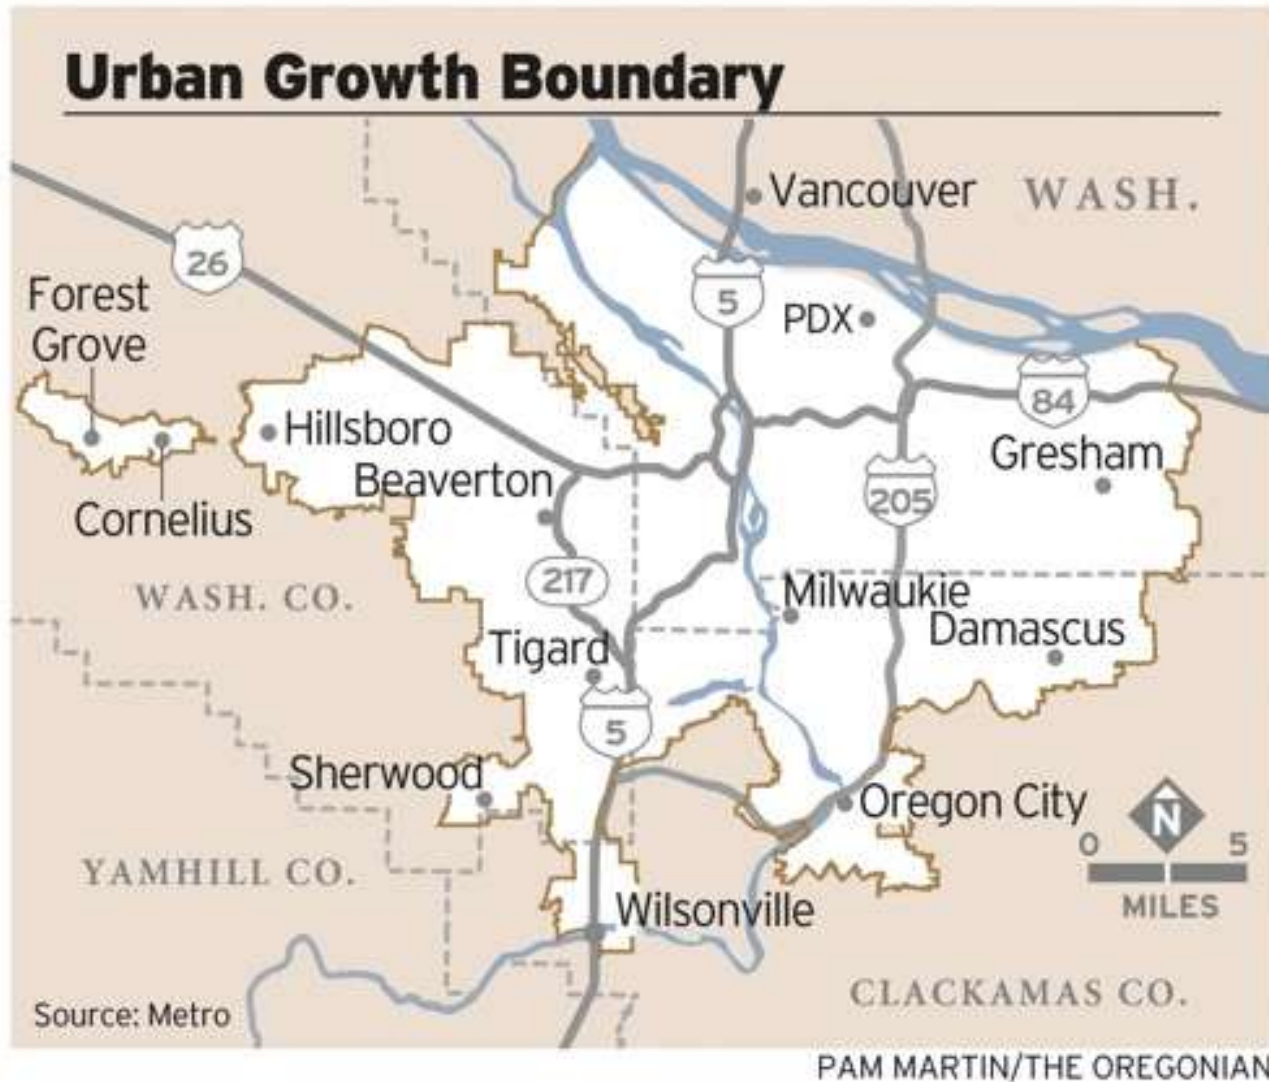 Urban Growth Boundary
Vancouver
WASH.
26
5
Forest
Grove
PDX
84
Hillsboro
Gresham
Beaverton
205
Cornelius
217
WASH. CO.
Milwaukie
Damascus
Tigard
5
Sherwood
Oregon City
N
0 5
MILES
YAMHILL CO.
Wilsonville
CLACKAMAS CO.
Source: Metro
PAM MARTIN/THE OREGONIAN